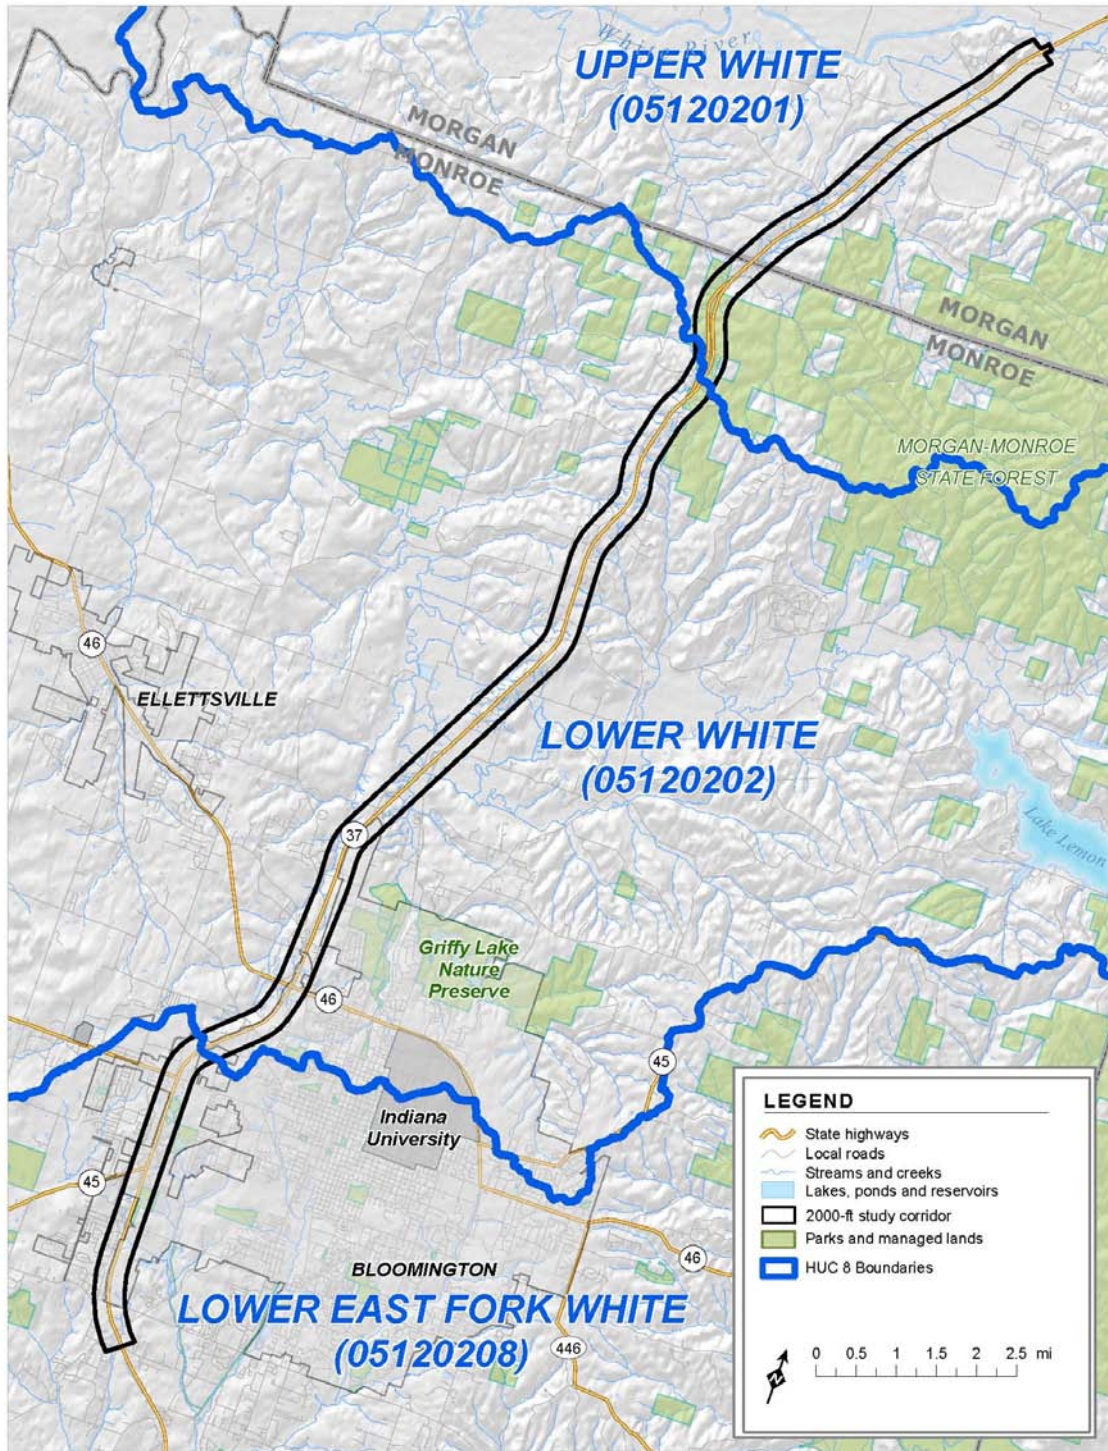 White River
UPPER WHITE
(05120201)
MORGAN
MONROE
MORGAN
MONROE
MORGAN-MONROE
STATE FOREST
46
ELLETTSVILLE
LOWER WHITE
(05120202)
Lake Lemon
37
Griffy Lake
Nature
Preserve
46
45
Indiana
University
45
46
BLOOMINGTON
LOWER EAST FORK WHITE
(05120208)
446
LEGEND
State highways
Local roads
Streams and creeks
Lakes, ponds and reservoirs
2000-ft study corridor
Parks and managed lands
HUC 8 Boundaries
N
0 0.5 1 1.5 2 2.5 mi